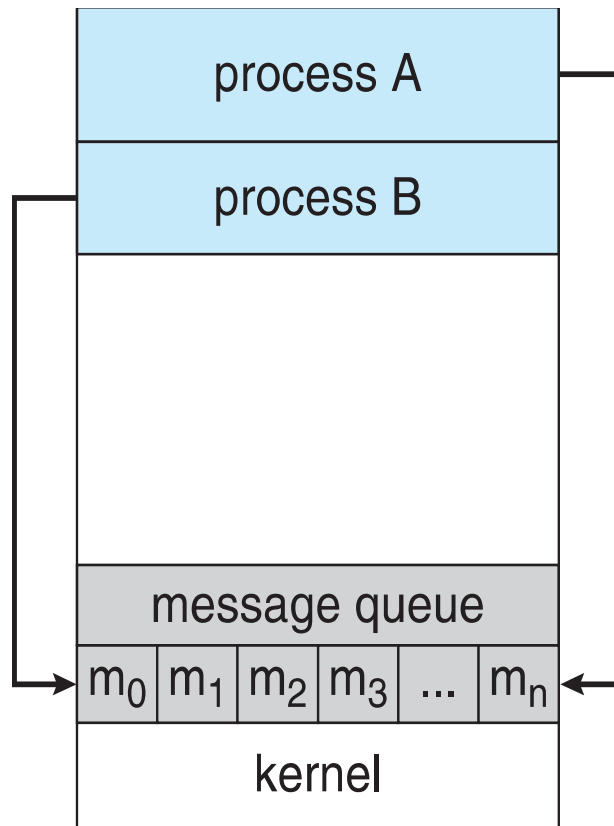 process A
process B
message queue
m₀ m₁ m₂ m₃ ... mₙ
kernel